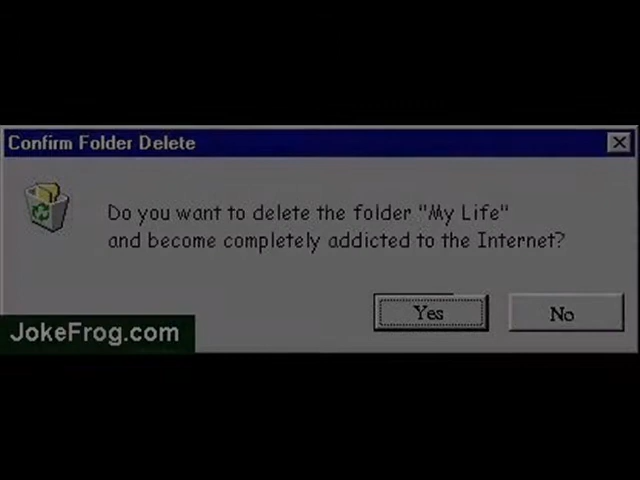 Confirm Folder Delete
Do you want to delete the folder "My Life"
and become completely addicted to the Internet?
Yes
No
JokeFrog.com